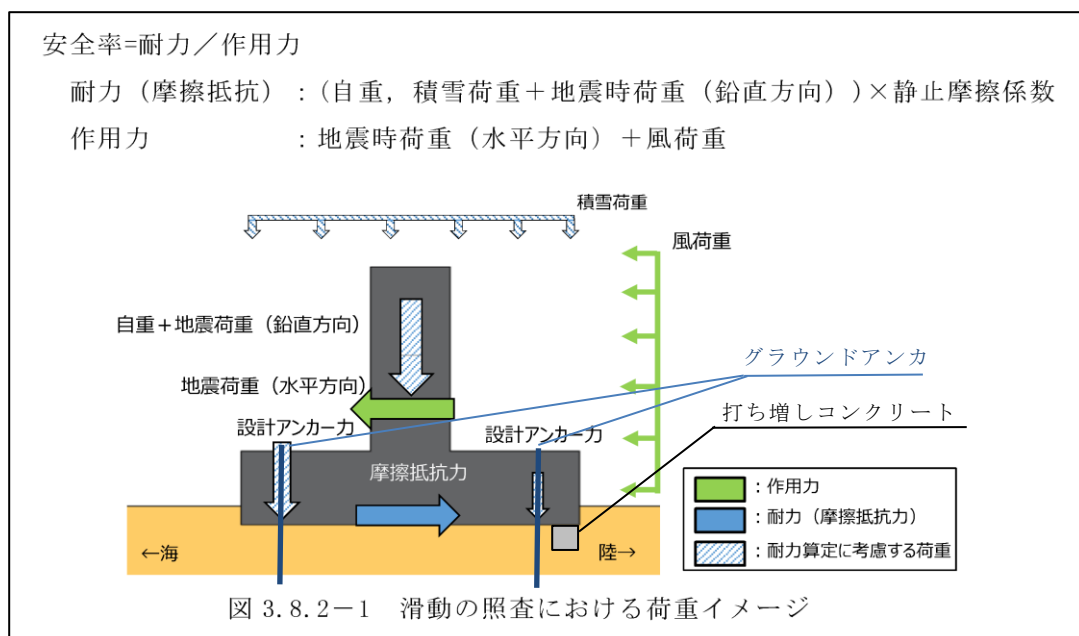 安全率=耐力／作用力
耐力（摩擦抵抗）：(自重，積雪荷重＋地震時荷重（鉛直方向））×静止摩擦係数
作用力：地震時荷重（水平方向）＋風荷重
積雪荷重
風荷重
自重＋地震荷重（鉛直方向）
グラウンドアンカ
地震荷重（水平方向）
打ち増しコンクリート
設計アンカー力
設計アンカー力
摩擦抵抗力
：作用力
：耐力（摩擦抵抗力）
：耐力算定に考慮する荷重
←海
陸→
図 3.8.2－1　滑動の照査における荷重イメージ